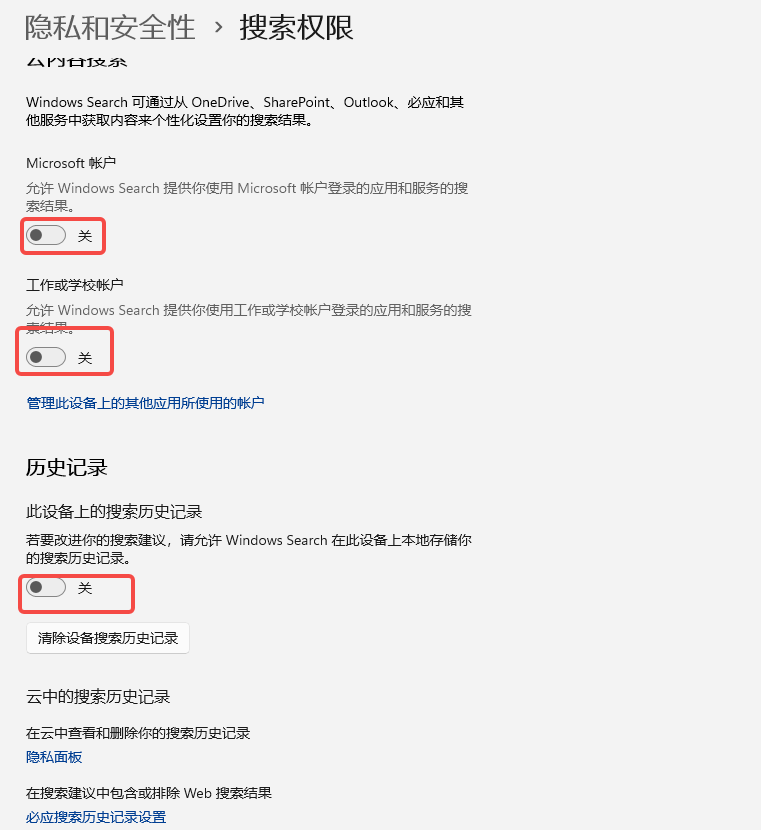 隐私和安全性 › 搜索权限
云内容搜索
Windows Search 可通过从 OneDrive、SharePoint、Outlook、必应和其
他服务中获取内容来个性化设置你的搜索结果。
Microsoft 帐户
允许 Windows Search 提供你使用 Microsoft 帐户登录的应用和服务的搜
索结果。
关
工作或学校帐户
允许 Windows Search 提供你使用工作或学校帐户登录的应用和服务的搜
索结果。
关
管理此设备上的其他应用所使用的帐户
历史记录
此设备上的搜索历史记录
若要改进你的搜索建议，请允许 Windows Search 在此设备上本地存储你
的搜索历史记录。
关
清除设备搜索历史记录
云中的搜索历史记录
在云中查看和删除你的搜索历史记录
隐私面板
在搜索建议中包含或排除 Web 搜索结果
必应搜索历史记录设置